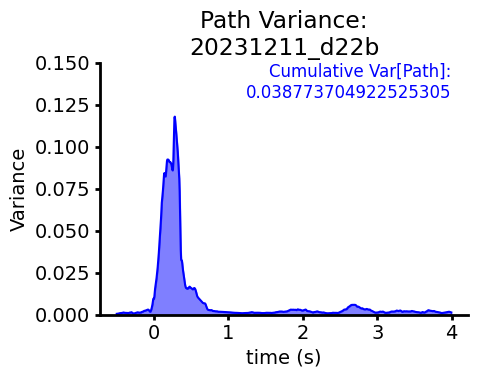 Path Variance:
20231211_d22b
Cumulative Var[Path]:
0.038773704922525305
0.150
0.125
0.100
0.075
0.050
0.025
0.000
Variance
0 1 2 3 4
time (s)